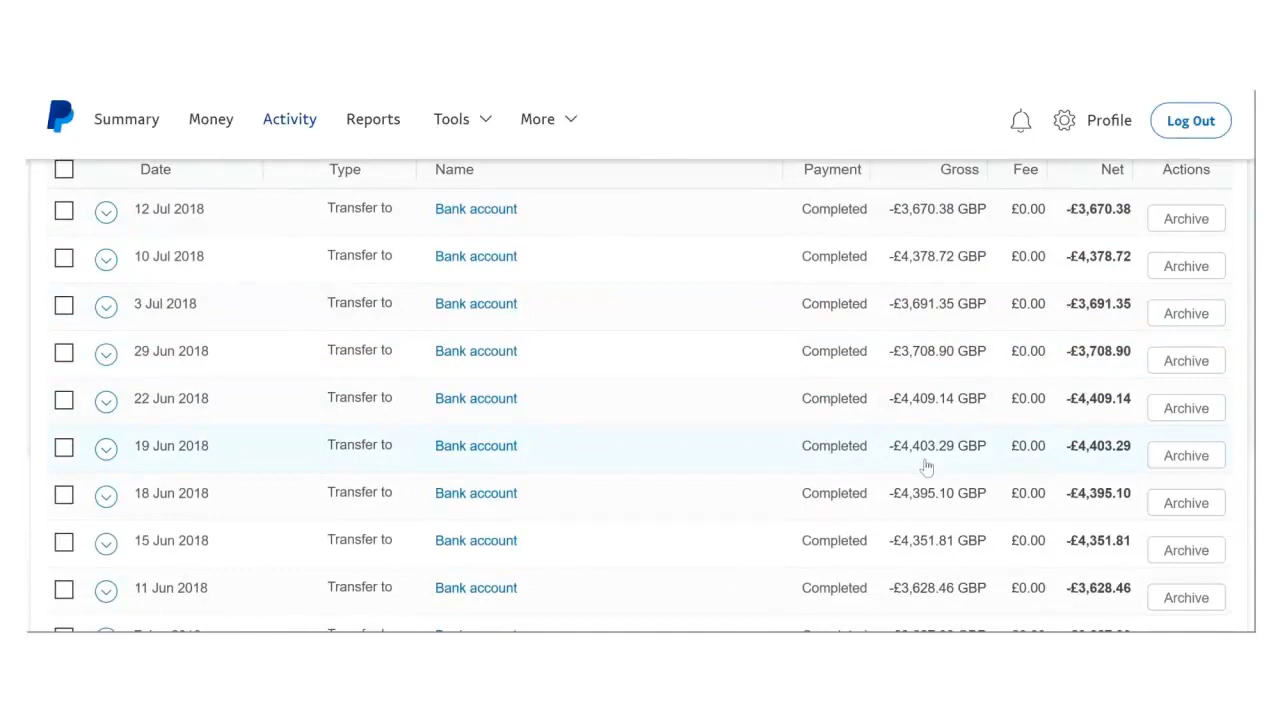 Summary Money Activity Reports Tools More Profile Log Out
Date Type Name Payment Gross Fee Net Actions
12 Jul 2018 Transfer to Bank account Completed -£3,670.38 GBP £0.00 -£3,670.38 Archive
10 Jul 2018 Transfer to Bank account Completed -£4,378.72 GBP £0.00 -£4,378.72 Archive
3 Jul 2018 Transfer to Bank account Completed -£3,691.35 GBP £0.00 -£3,691.35 Archive
29 Jun 2018 Transfer to Bank account Completed -£3,708.90 GBP £0.00 -£3,708.90 Archive
22 Jun 2018 Transfer to Bank account Completed -£4,409.14 GBP £0.00 -£4,409.14 Archive
19 Jun 2018 Transfer to Bank account Completed -£4,403.29 GBP £0.00 -£4,403.29 Archive
18 Jun 2018 Transfer to Bank account Completed -£4,395.10 GBP £0.00 -£4,395.10 Archive
15 Jun 2018 Transfer to Bank account Completed -£4,351.81 GBP £0.00 -£4,351.81 Archive
11 Jun 2018 Transfer to Bank account Completed -£3,628.46 GBP £0.00 -£3,628.46 Archive